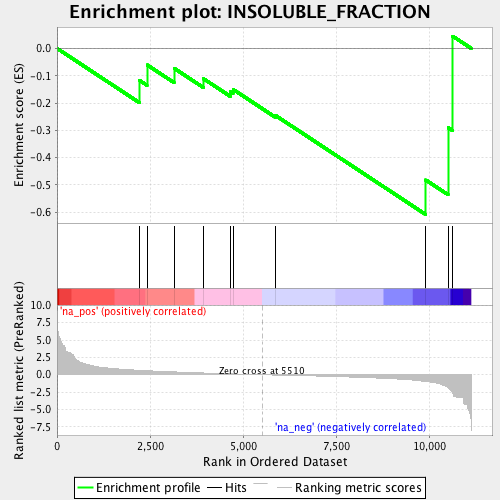 Enrichment plot: INSOLUBLE_FRACTION
Enrichment score (ES)
0.0
-0.1
-0.2
-0.3
-0.4
-0.5
-0.6
'na_pos' (positively correlated)
Ranked list metric (PreRanked)
10.0
7.5
5.0
2.5
0.0
-2.5
-5.0
-7.5
Zero cross at 5510
'na_neg' (negatively correlated)
0
2,500
5,000
7,500
10,000
Rank in Ordered Dataset
Enrichment profile
Hits
Ranking metric scores